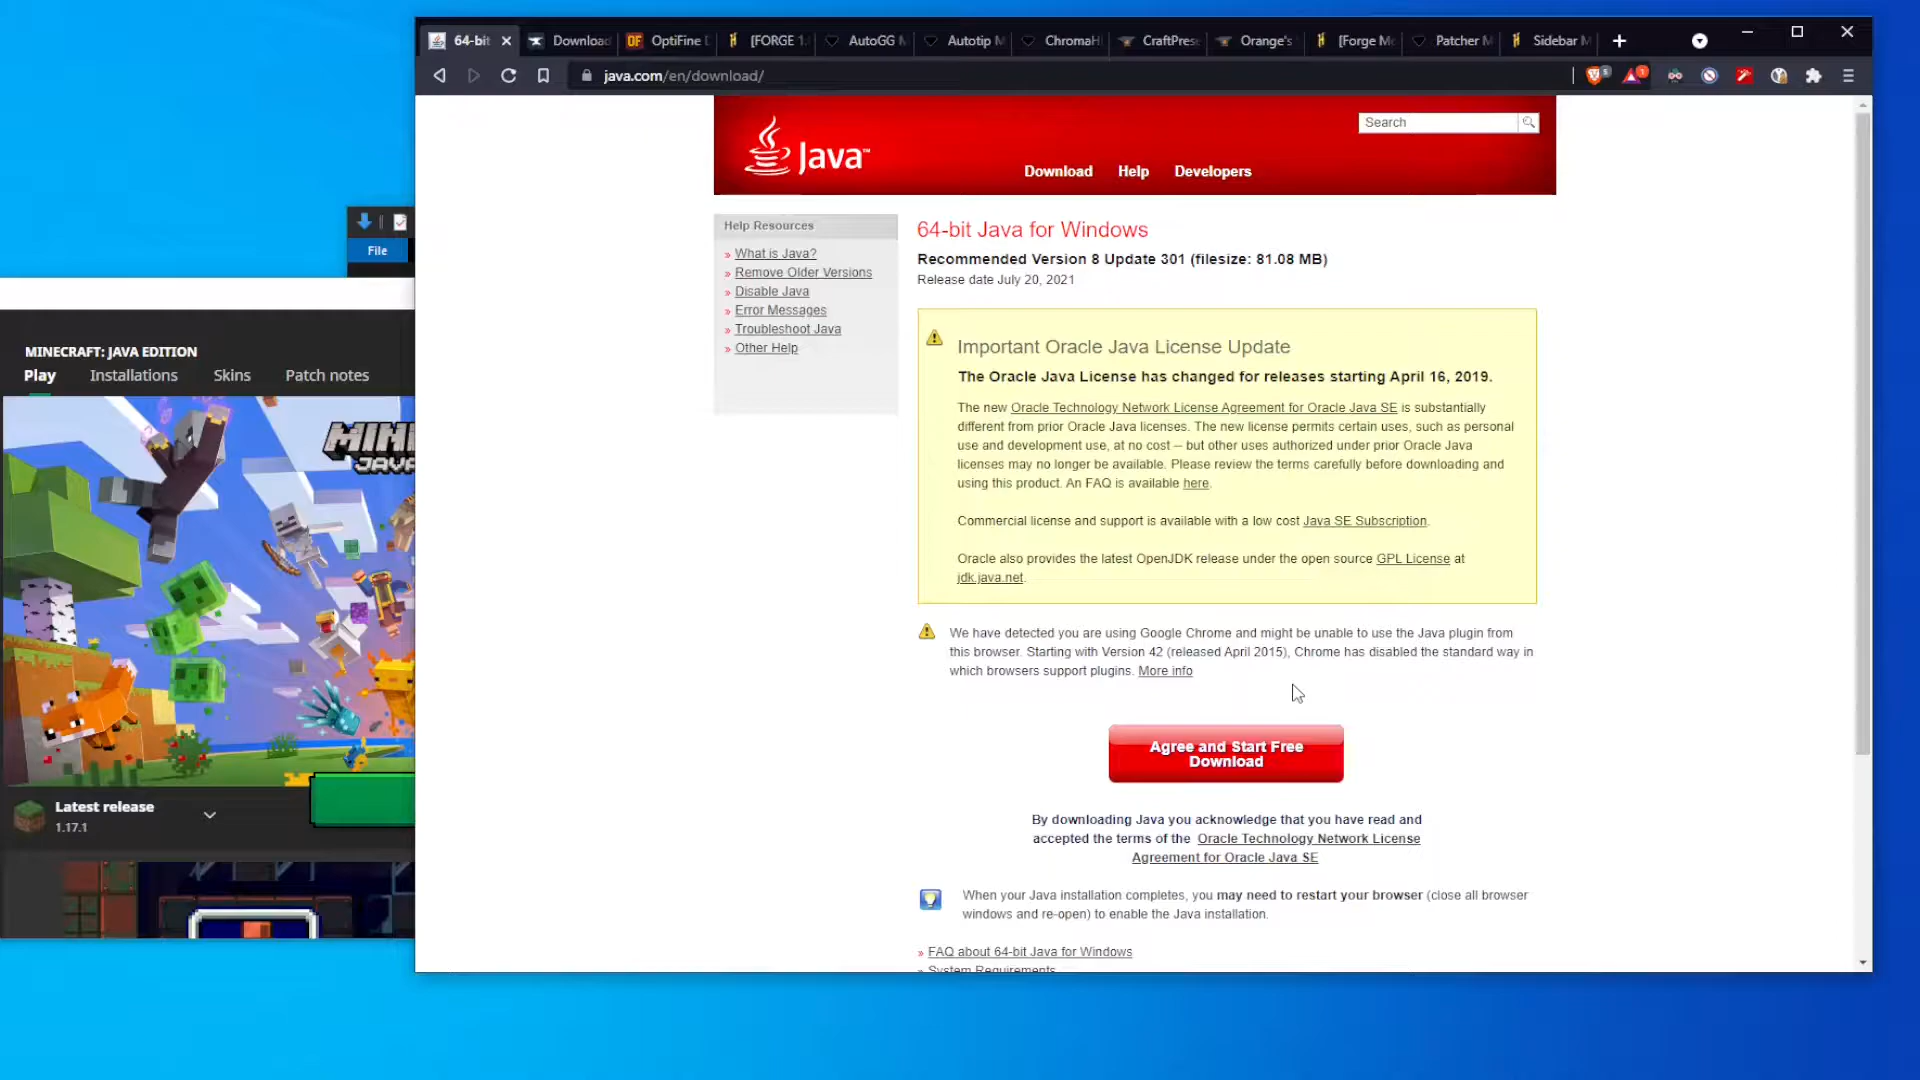 64-bit
Download
OptiFine
[FORGE 1.
AutoGG M
Autotip M
ChromaH
CraftPres
Orange's
[Forge Mo
Patcher M
Sidebar M
java.com/en/download/
File
MINECRAFT: JAVA EDITION
Play
Installations
Skins
Patch notes
Latest release
1.17.1
Java™
Search
Download
Help
Developers
Help Resources
» What is Java?
» Remove Older Versions
» Disable Java
» Error Messages
» Troubleshoot Java
» Other Help
64-bit Java for Windows
Recommended Version 8 Update 301 (filesize: 81.08 MB)
Release date July 20, 2021
Important Oracle Java License Update
The Oracle Java License has changed for releases starting April 16, 2019.
The new Oracle Technology Network License Agreement for Oracle Java SE is substantially
different from prior Oracle Java licenses. The new license permits certain uses, such as personal
use and development use, at no cost -- but other uses authorized under prior Oracle Java
licenses may no longer be available. Please review the terms carefully before downloading and
using this product. An FAQ is available here.
Commercial license and support is available with a low cost Java SE Subscription.
Oracle also provides the latest OpenJDK release under the open source GPL License at
jdk.java.net.
We have detected you are using Google Chrome and might be unable to use the Java plugin from
this browser. Starting with Version 42 (released April 2015), Chrome has disabled the standard way in
which browsers support plugins. More info
Agree and Start Free
Download
By downloading Java you acknowledge that you have read and
accepted the terms of the Oracle Technology Network License
Agreement for Oracle Java SE
When your Java installation completes, you may need to restart your browser (close all browser
windows and re-open) to enable the Java installation.
» FAQ about 64-bit Java for Windows
» System Requirements